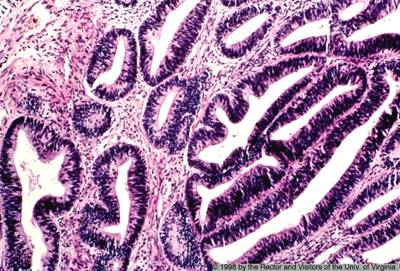 © 1998 by the Rector and Visitors of the Univ. of Virginia